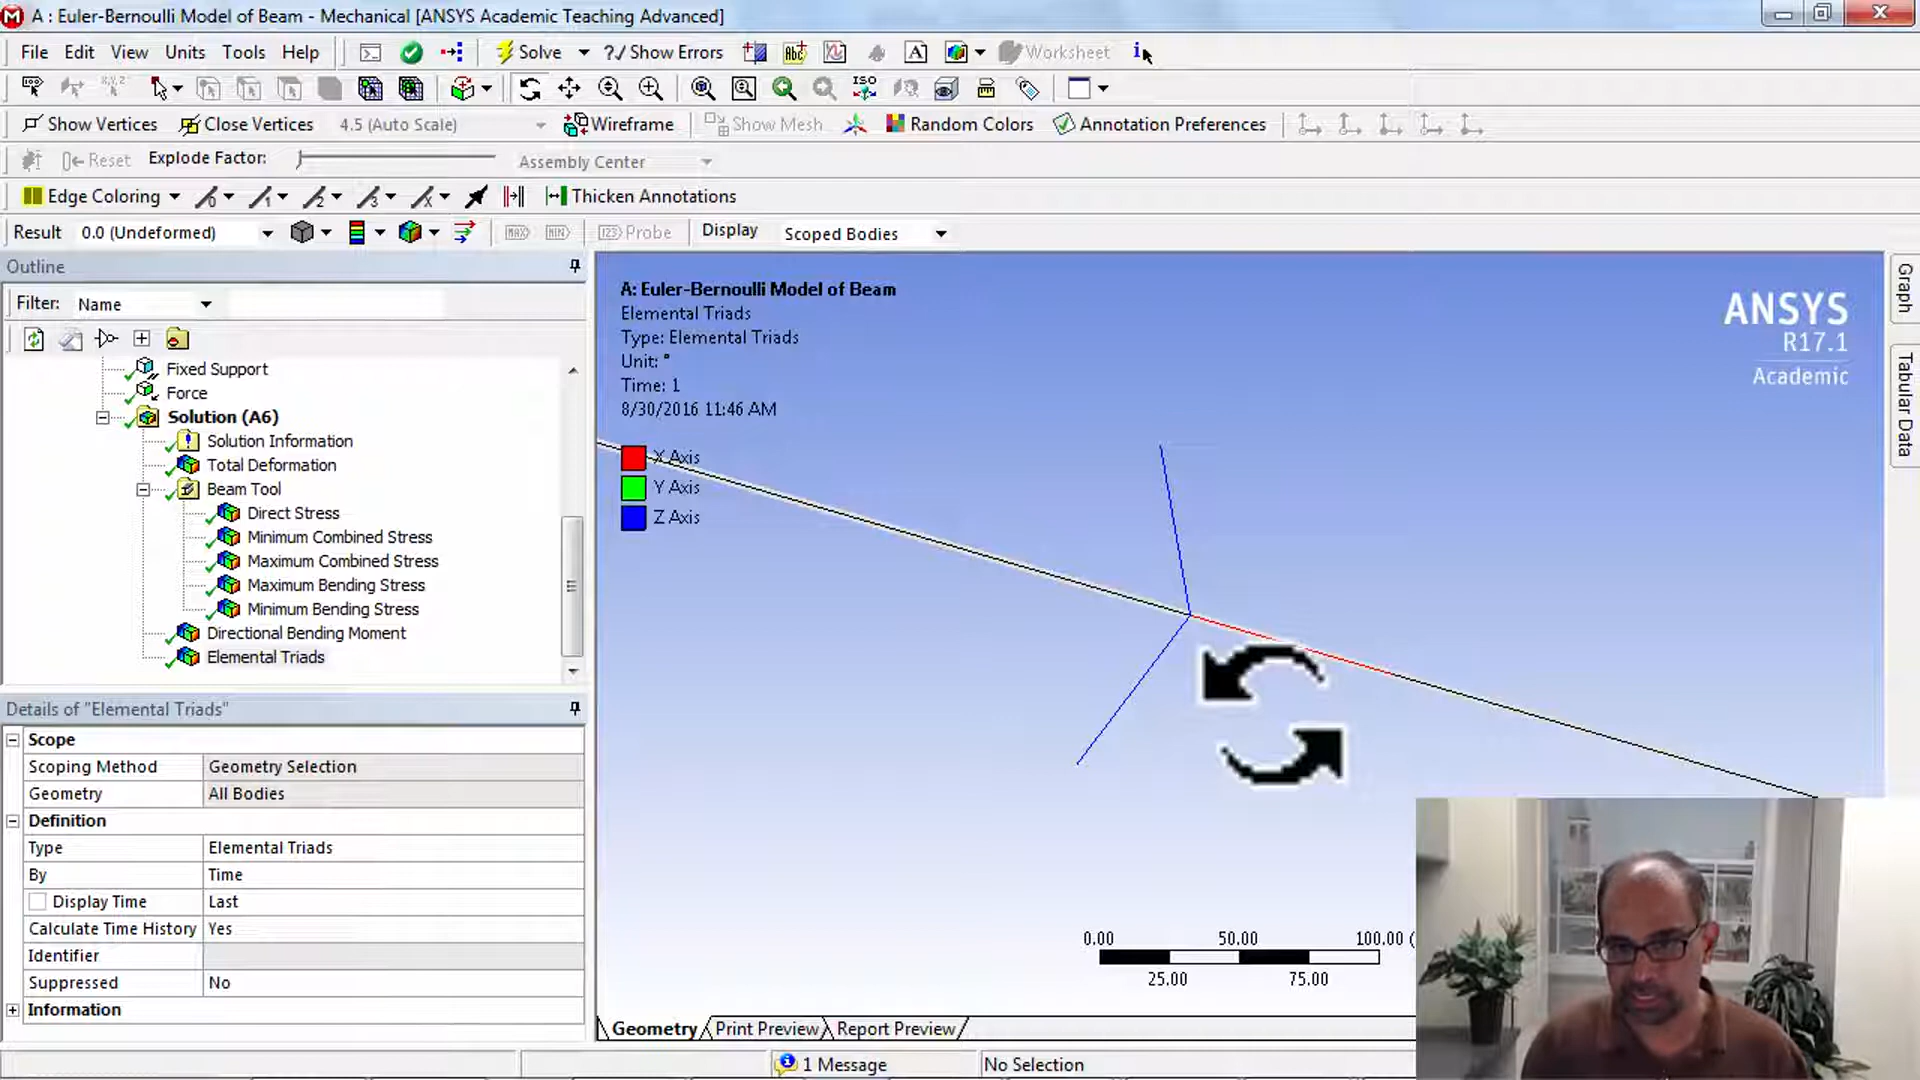 A : Euler-Bernoulli Model of Beam - Mechanical [ANSYS Academic Teaching Advanced]
File Edit View Units Tools Help Solve ?/ Show Errors Worksheet
ISO
Show Vertices Close Vertices 4.5 (Auto Scale) Wireframe Show Mesh Random Colors Annotation Preferences
Reset Explode Factor: Assembly Center
Edge Coloring Thicken Annotations
Result 0.0 (Undeformed) MAX MIN Probe Display Scoped Bodies
Outline
Filter: Name
Fixed Support
Force
Solution (A6)
Solution Information
Total Deformation
Beam Tool
Direct Stress
Minimum Combined Stress
Maximum Combined Stress
Maximum Bending Stress
Minimum Bending Stress
Directional Bending Moment
Elemental Triads
Details of "Elemental Triads"
Scope
Scoping Method Geometry Selection
Geometry All Bodies
Definition
Type Elemental Triads
By Time
Display Time Last
Calculate Time History Yes
Identifier
Suppressed No
Information
A: Euler-Bernoulli Model of Beam
Elemental Triads
Type: Elemental Triads
Unit: °
Time: 1
8/30/2016 11:46 AM
X Axis
Y Axis
Z Axis
ANSYS
R17.1
Academic
Graph
Tabular Data
0.00 50.00 100.00 (
25.00 75.00
Geometry Print Preview Report Preview
1 Message No Selection